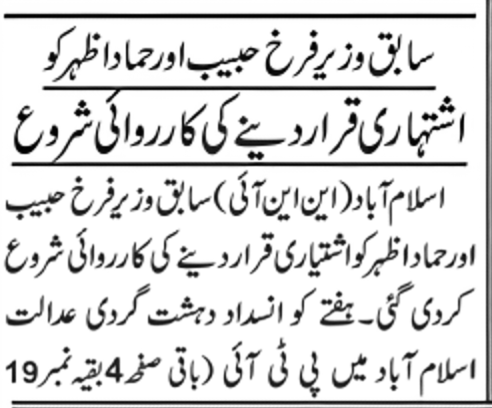 سابق وزیر فرخ حبیب اور حماد اظہر کو
اشتہاری قرار دینے کی کارروائی شروع
اسلام آباد (این این آئی) سابق وزیر فرخ حبیب
اور حماد اظہر کو اشتہاری قرار دینے کی کارروائی شروع
کردی گئی۔ ہفتے کو انسداد دہشت گردی عدالت
اسلام آباد میں پی ٹی آئی (باقی صفحہ 4 بقیہ نمبر 19